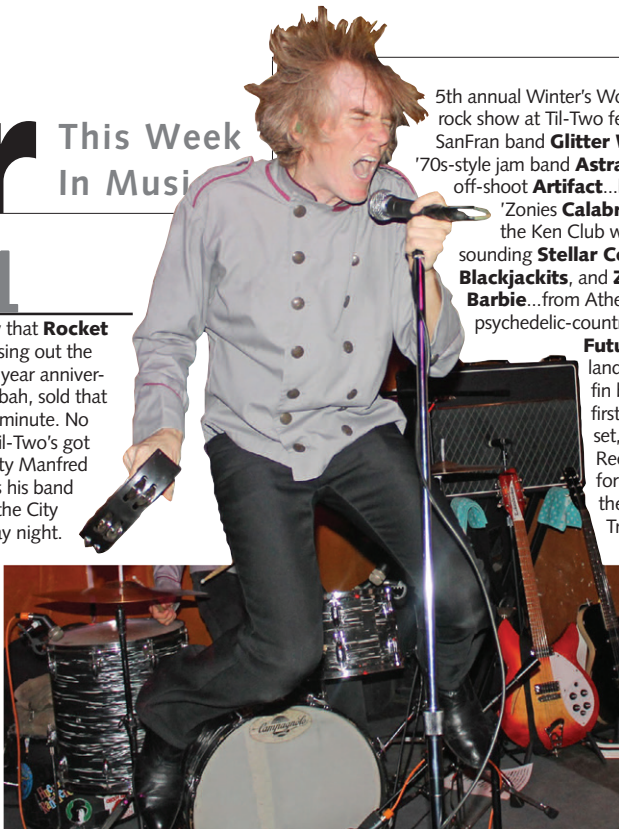 r
This Week
In Music
that Rocket
sing out the
year anniver-
bah, sold that
minute. No
il-Two's got
ty Manfred
s his band
the City
ay night.
5th annual Winter's Wo
rock show at Til-Two fe
SanFran band Glitter W
'70s-style jam band Astra
off-shoot Artifact...
'Zonies Calabr
the Ken Club w
sounding Stellar Co
Blackjackits, and Z
Barbie...from Athe
psychedelic-countr
Futu
land
fin l
first
set,
Rec
for
the
Tr
Campagnolo